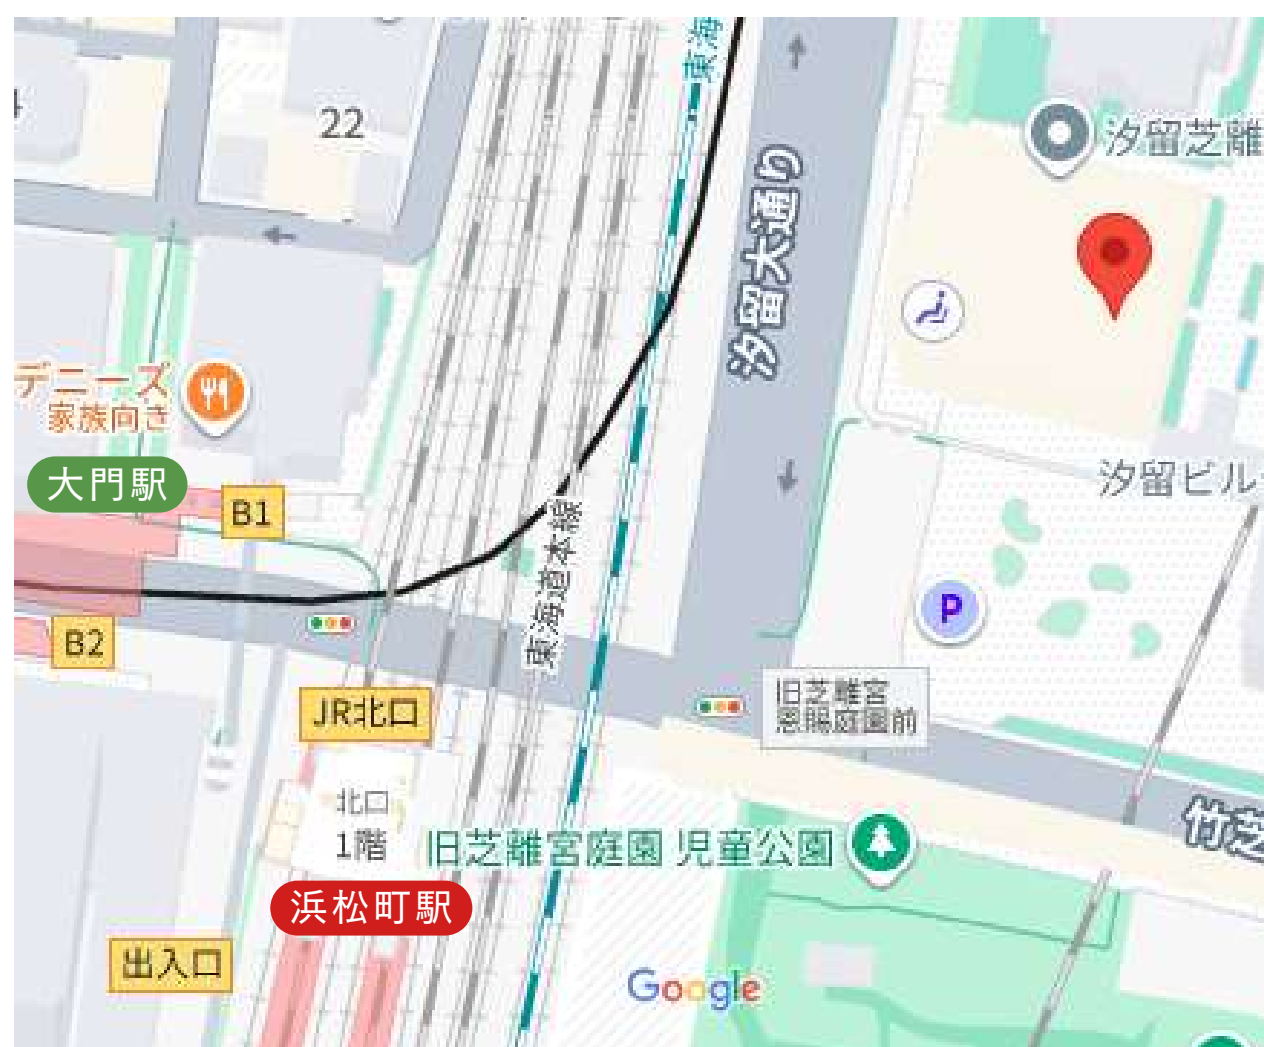 東海
4
22
汐留芝離
汐留大通り
デニーズ
家族向き
大門駅
B1
汐留ビル
東海道本線
B2
P
JR北口
旧芝離宮
恩賜庭園前
竹芝
北口
1階
旧芝離宮庭園 児童公園
浜松町駅
出入口
Google